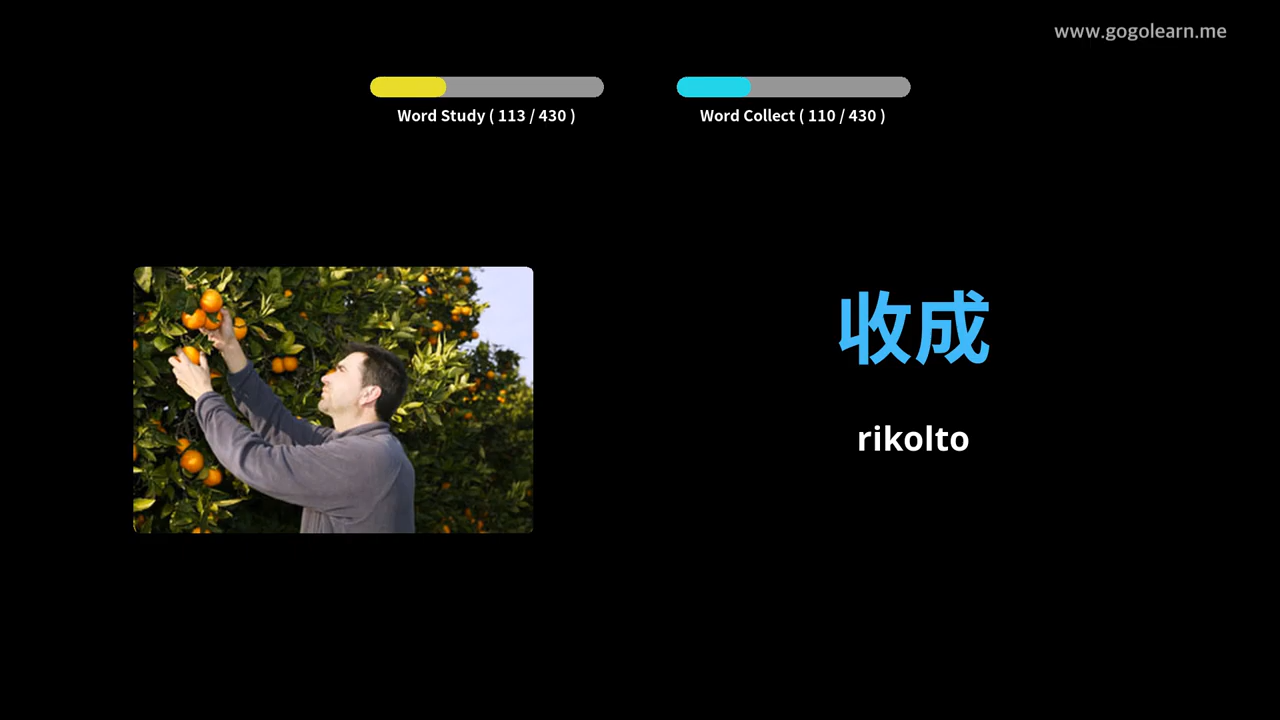 www.gogolearn.me
Word Study ( 113 / 430 )
Word Collect ( 110 / 430 )
收成
rikolto